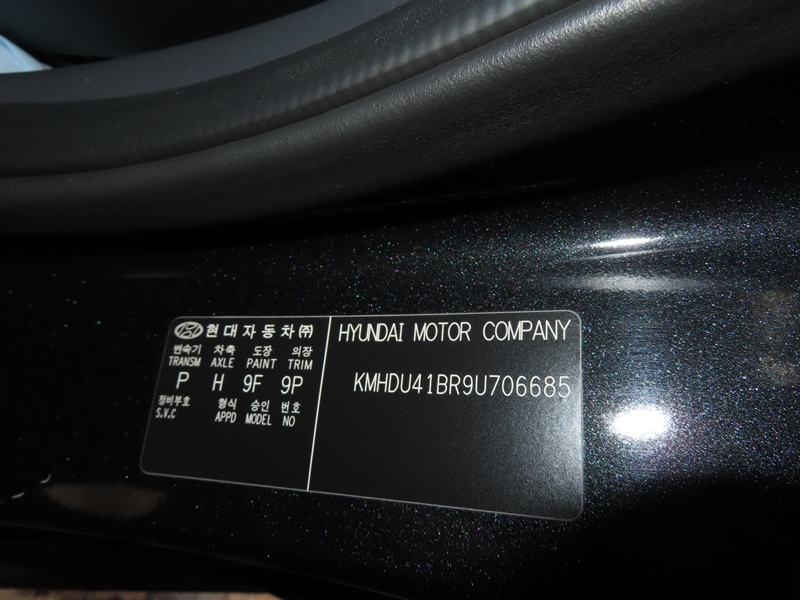 현대자동차㈜
변속기 차축 도장 의장
TRANSM AXLE PAINT TRIM
P H 9F 9P
정비부호 형식 승인 번호
S.V.C APPD MODEL NO
HYUNDAI MOTOR COMPANY
KMHDU41BR9U706685